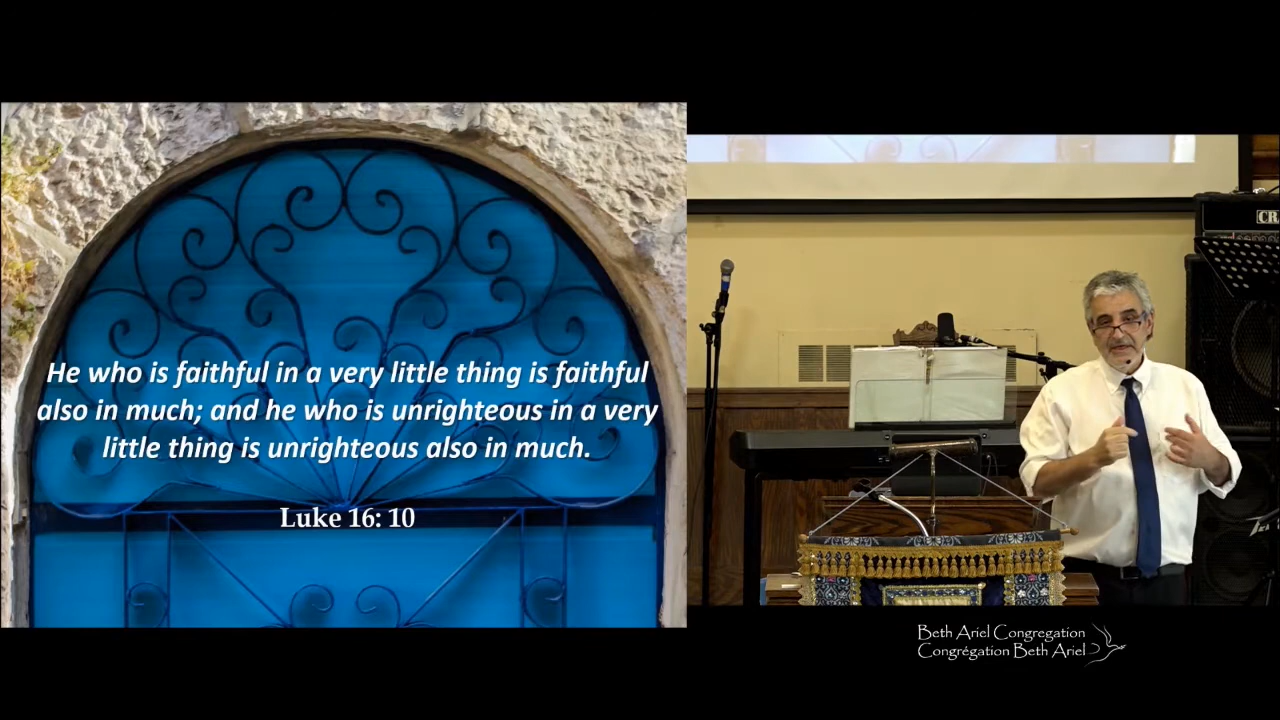 He who is faithful in a very little thing is faithful
also in much; and he who is unrighteous in a very
little thing is unrighteous also in much.
Luke 16: 10
CR
Beth Ariel Congregation
Congrégation Beth Ariel